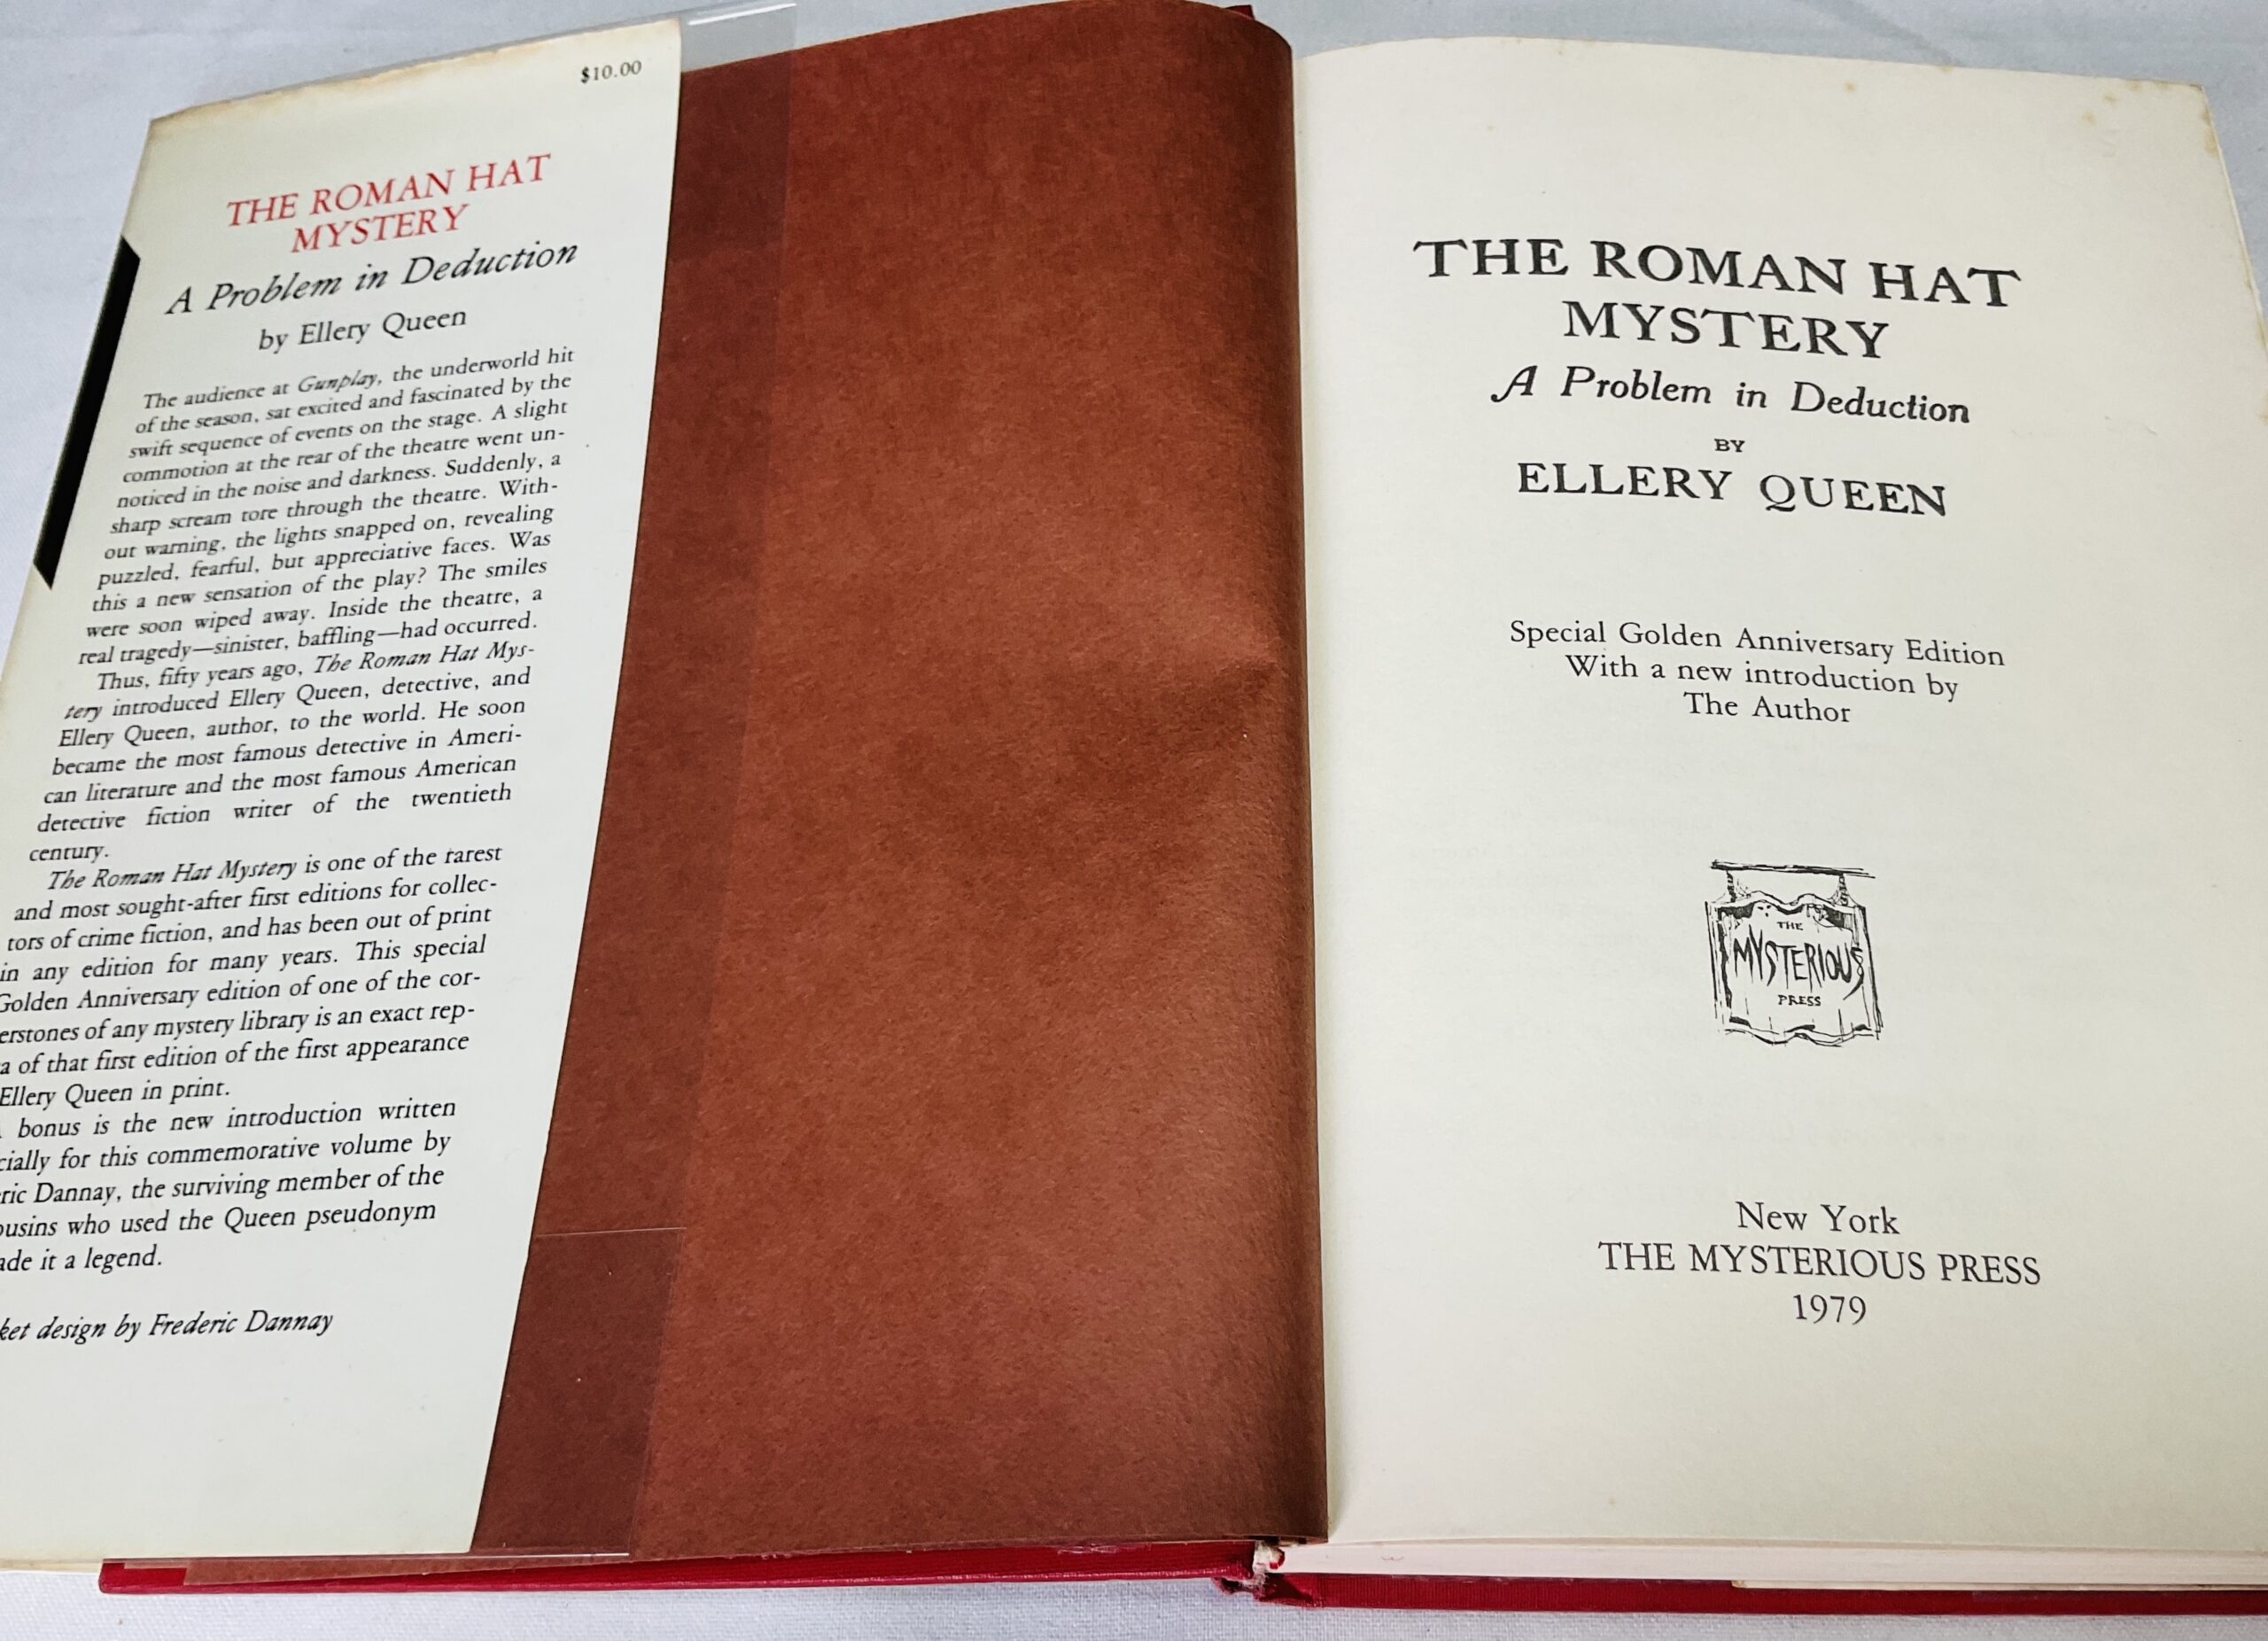 $10.00
THE ROMAN HAT
MYSTERY
A Problem in Deduction
by Ellery Queen
The audience at Gunplay, the underworld hit
of the season, sat excited and fascinated by the
swift sequence of events on the stage. A slight
commotion at the rear of the theatre went un-
noticed in the noise and darkness. Suddenly, a
sharp scream tore through the theatre. With-
out warning, the lights snapped on, revealing
puzzled, fearful, but appreciative faces. Was
this a new sensation of the play? The smiles
were soon wiped away. Inside the theatre, a
real tragedy—sinister, baffling—had occurred.
Thus, fifty years ago, The Roman Hat Mys-
tery introduced Ellery Queen, detective, and
Ellery Queen, author, to the world. He soon
became the most famous detective in Ameri-
can literature and the most famous American
detective fiction writer of the twentieth
century.
The Roman Hat Mystery is one of the rarest
and most sought-after first editions for collec-
tors of crime fiction, and has been out of print
in any edition for many years. This special
Golden Anniversary edition of one of the cor-
erstones of any mystery library is an exact rep-
a of that first edition of the first appearance
Ellery Queen in print.
bonus is the new introduction written
cially for this commemorative volume by
ric Dannay, the surviving member of the
ousins who used the Queen pseudonym
ade it a legend.
ket design by Frederic Dannay
THE ROMAN HAT
MYSTERY
A Problem in Deduction
BY
ELLERY QUEEN
Special Golden Anniversary Edition
With a new introduction by
The Author
THE
MYSTERIOUS
PRESS
New York
THE MYSTERIOUS PRESS
1979